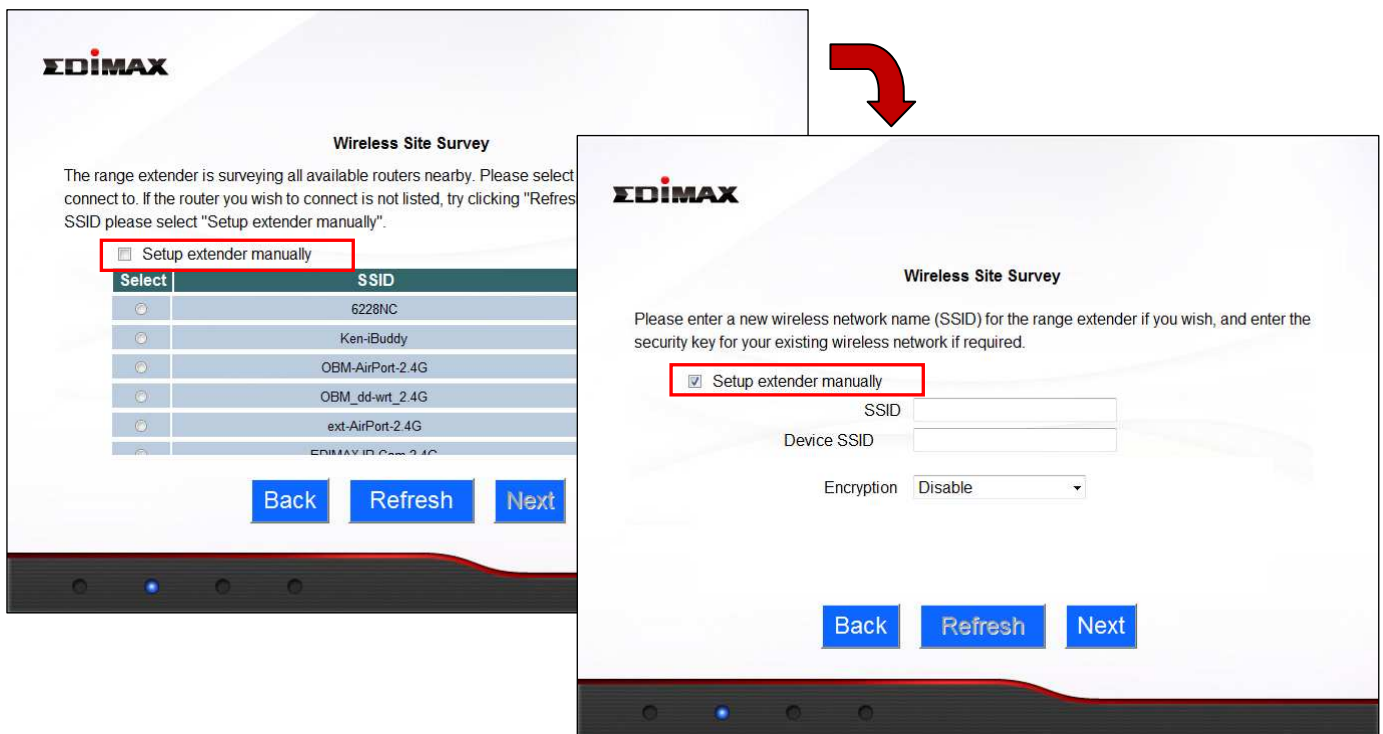 EDIMAX
Wireless Site Survey
The range extender is surveying all available routers nearby. Please select
connect to. If the router you wish to connect is not listed, try clicking "Refres
SSID please select "Setup extender manually".
Setup extender manually
Select SSID
6228NC
Ken-iBuddy
OBM-AirPort-2.4G
OBM_dd-wrt_2.4G
ext-AirPort-2.4G
EDIMAX IP Cam 2.4G
Back Refresh Next
EDIMAX
Wireless Site Survey
Please enter a new wireless network name (SSID) for the range extender if you wish, and enter the
security key for your existing wireless network if required.
Setup extender manually
SSID
Device SSID
Encryption Disable
Back Refresh Next